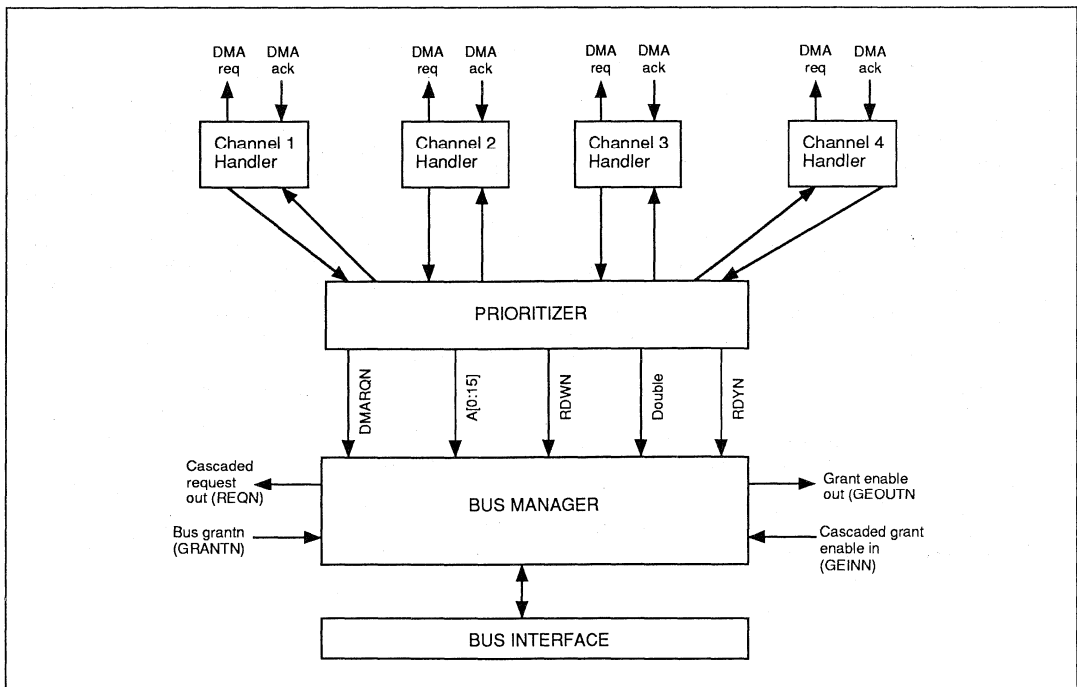 DMA req
DMA ack
DMA req
DMA ack
DMA req
DMA ack
DMA req
DMA ack
Channel 1
Handler
Channel 2
Handler
Channel 3
Handler
Channel 4
Handler
PRIORITIZER
DMARQN
A[0:15]
RDWN
Double
RDYN
Cascaded
request
out (REQN)
Grant enable
out (GEOUTN
BUS MANAGER
Bus grantn
(GRANTN)
Cascaded grant
enable in
(GEINN)
BUS INTERFACE